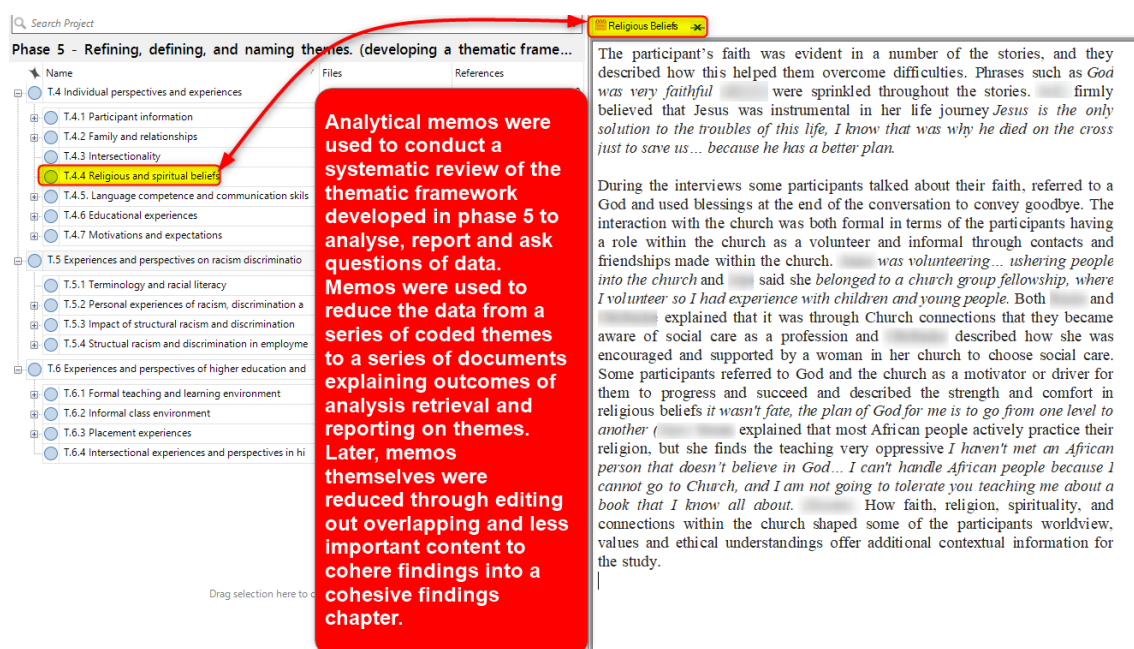 Search Project
Phase 5 - Refining, defining, and naming themes. (developing a thematic frame...
Name Files References
T.4 Individual perspectives and experiences
T.4.1 Participant information
T.4.2 Family and relationships
T.4.3 Intersectionality
T.4.4 Religious and spiritual beliefs
T.4.5. Language competence and communication skils
T.4.6 Educational experiences
T.4.7 Motivations and expectations
T.5 Experiences and perspectives on racism discriminatio
T.5.1 Terminology and racial literacy
T.5.2 Personal experiences of racism, discrimination a
T.5.3 Impact of structural racism and discrimination
T.5.4 Structual racism and discrimination in employme
T.6 Experiences and perspectives of higher education and
T.6.1 Formal teaching and learning environment
T.6.2 Informal class environment
T.6.3 Placement experiences
T.6.4 Intersectional experiences and perspectives in hi
Drag selection here to
Analytical memos were
used to conduct a
systematic review of the
thematic framework
developed in phase 5 to
analyse, report and ask
questions of data.
Memos were used to
reduce the data from a
series of coded themes
to a series of documents
explaining outcomes of
analysis retrieval and
reporting on themes.
Later, memos
themselves were
reduced through editing
out overlapping and less
important content to
cohere findings into a
cohesive findings
chapter.
Religious Beliefs
The participant's faith was evident in a number of the stories, and they
described how this helped them overcome difficulties. Phrases such as God
was very faithful were sprinkled throughout the stories. firmly
believed that Jesus was instrumental in her life journey Jesus is the only
solution to the troubles of this life, I know that was why he died on the cross
just to save us… because he has a better plan.
During the interviews some participants talked about their faith, referred to a
God and used blessings at the end of the conversation to convey goodbye. The
interaction with the church was both formal in terms of the participants having
a role within the church as a volunteer and informal through contacts and
friendships made within the church. was volunteering… ushering people
into the church and said she belonged to a church group fellowship, where
I volunteer so I had experience with children and young people. Both and
explained that it was through Church connections that they became
aware of social care as a profession and described how she was
encouraged and supported by a woman in her church to choose social care.
Some participants referred to God and the church as a motivator or driver for
them to progress and succeed and described the strength and comfort in
religious beliefs it wasn't fate, the plan of God for me is to go from one level to
another ( explained that most African people actively practice their
religion, but she finds the teaching very oppressive I haven't met an African
person that doesn't believe in God… I can't handle African people because I
cannot go to Church, and I am not going to tolerate you teaching me about a
book that I know all about. How faith, religion, spirituality, and
connections within the church shaped some of the participants worldview,
values and ethical understandings offer additional contextual information for
the study.